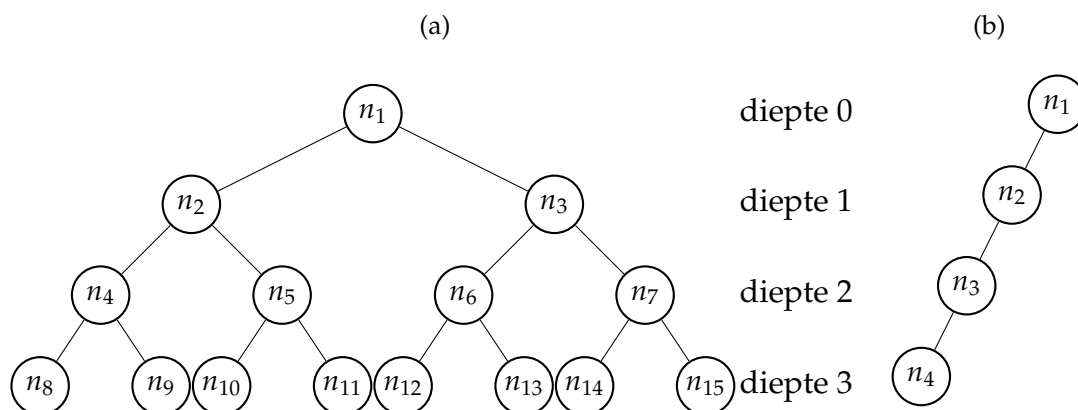 (a) (b)
n1 diepte 0 n1
n2 n3 diepte 1 n2
n4 n5 n6 n7 diepte 2 n3
n8 n9 n10 n11 n12 n13 n14 n15 diepte 3 n4